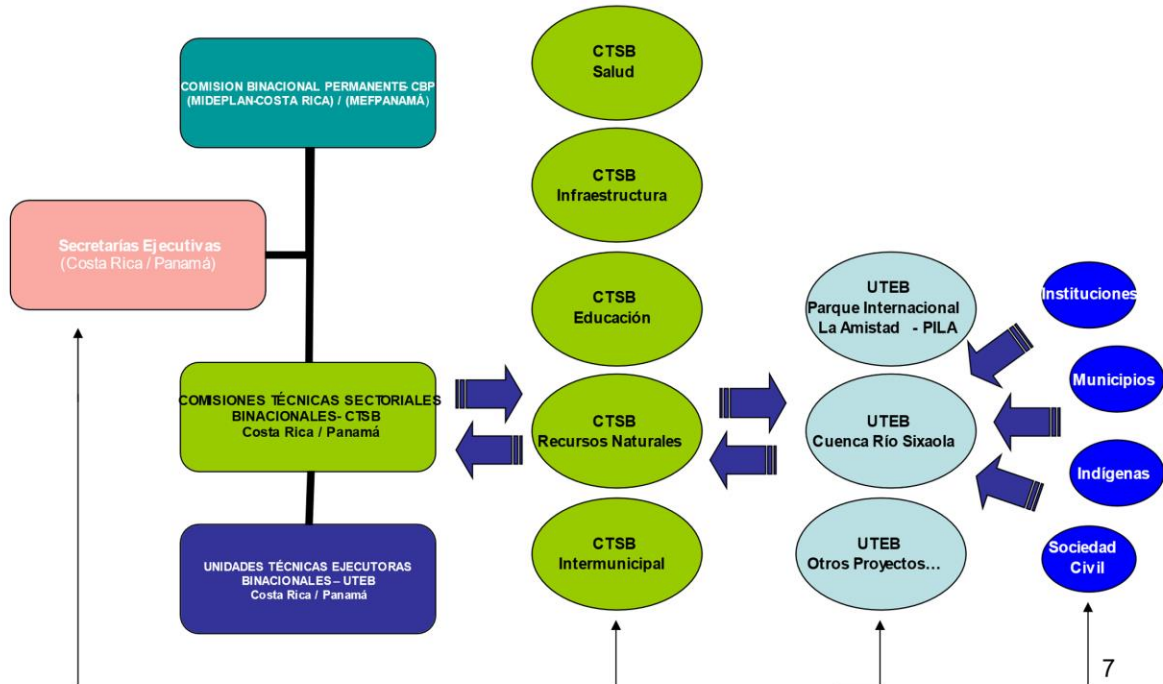 COMISION BINACIONAL PERMANENTE- CBP
(MIDEPLAN-COSTA RICA) / (MEFPANAMÁ)
Secretarías Ejecutivas
(Costa Rica / Panamá)
COMISIONES TÉCNICAS SECTORIALES
BINACIONALES- CTSB
Costa Rica / Panamá
UNIDADES TÉCNICAS EJECUTORAS
BINACIONALES – UTEB
Costa Rica / Panamá
CTSB
Salud
CTSB
Infraestructura
CTSB
Educación
CTSB
Recursos Naturales
CTSB
Intermunicipal
UTEB
Parque Internacional
La Amistad - PILA
UTEB
Cuenca Río Sixaola
UTEB
Otros Proyectos...
Instituciones
Municipios
Indígenas
Sociedad
Civil
7